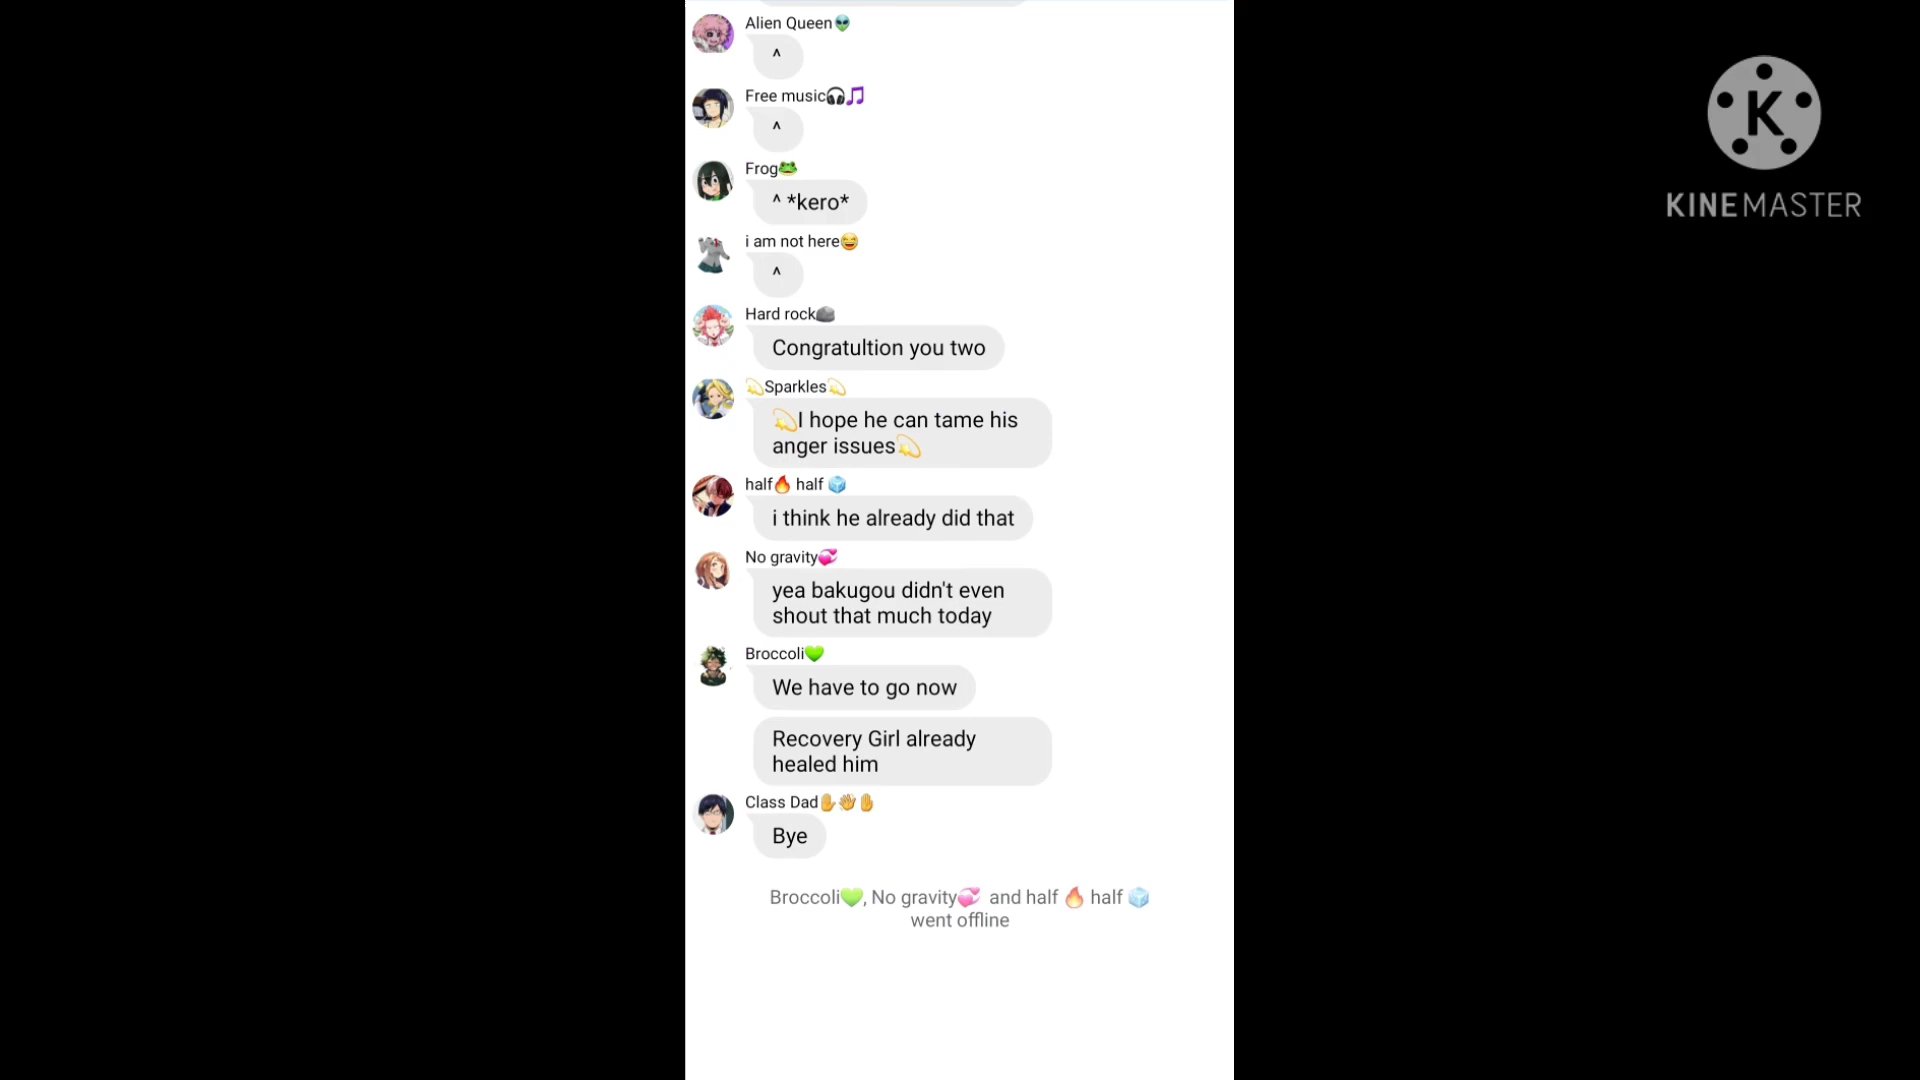 Alien Queen👽
^
Free music🎧🎵
^
Frog🐸
^ *kero*
i am not here😂
^
Hard rock🪨
Congratultion you two
💫Sparkles💫
💫I hope he can tame his
anger issues💫
half🔥 half 🧊
i think he already did that
No gravity💞
yea bakugou didn't even
shout that much today
Broccoli💚
We have to go now
Recovery Girl already
healed him
Class Dad✋👋🤚
Bye
Broccoli💚, No gravity💞 and half 🔥 half 🧊
went offline
K
KINEMASTER